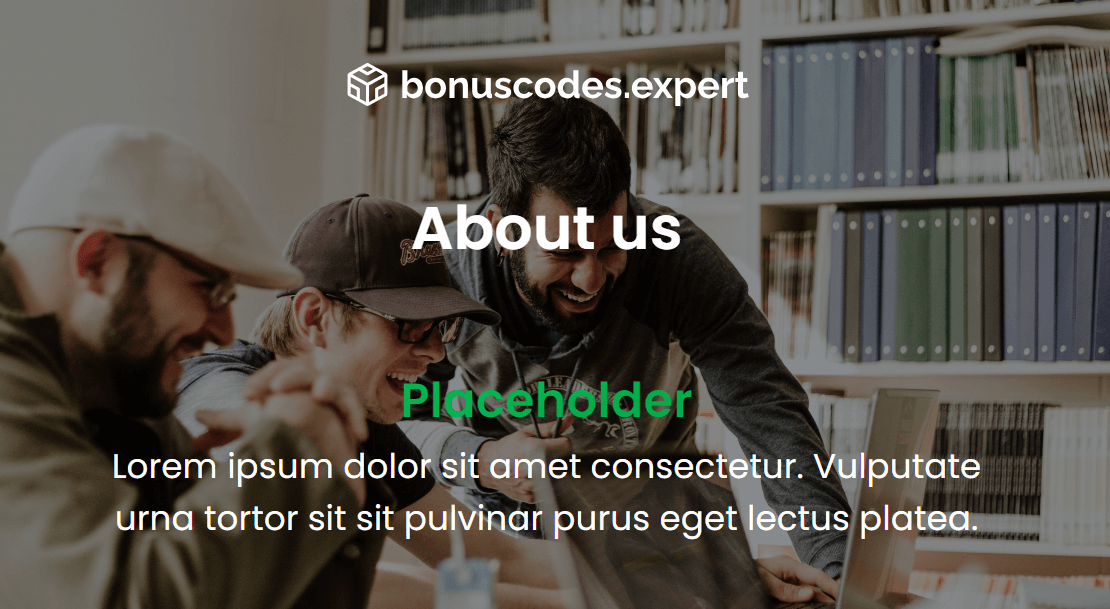 bonuscodes.expert
About us
Placeholder
Lorem ipsum dolor sit amet consectetur. Vulputate
urna tortor sit sit pulvinar purus eget lectus platea.